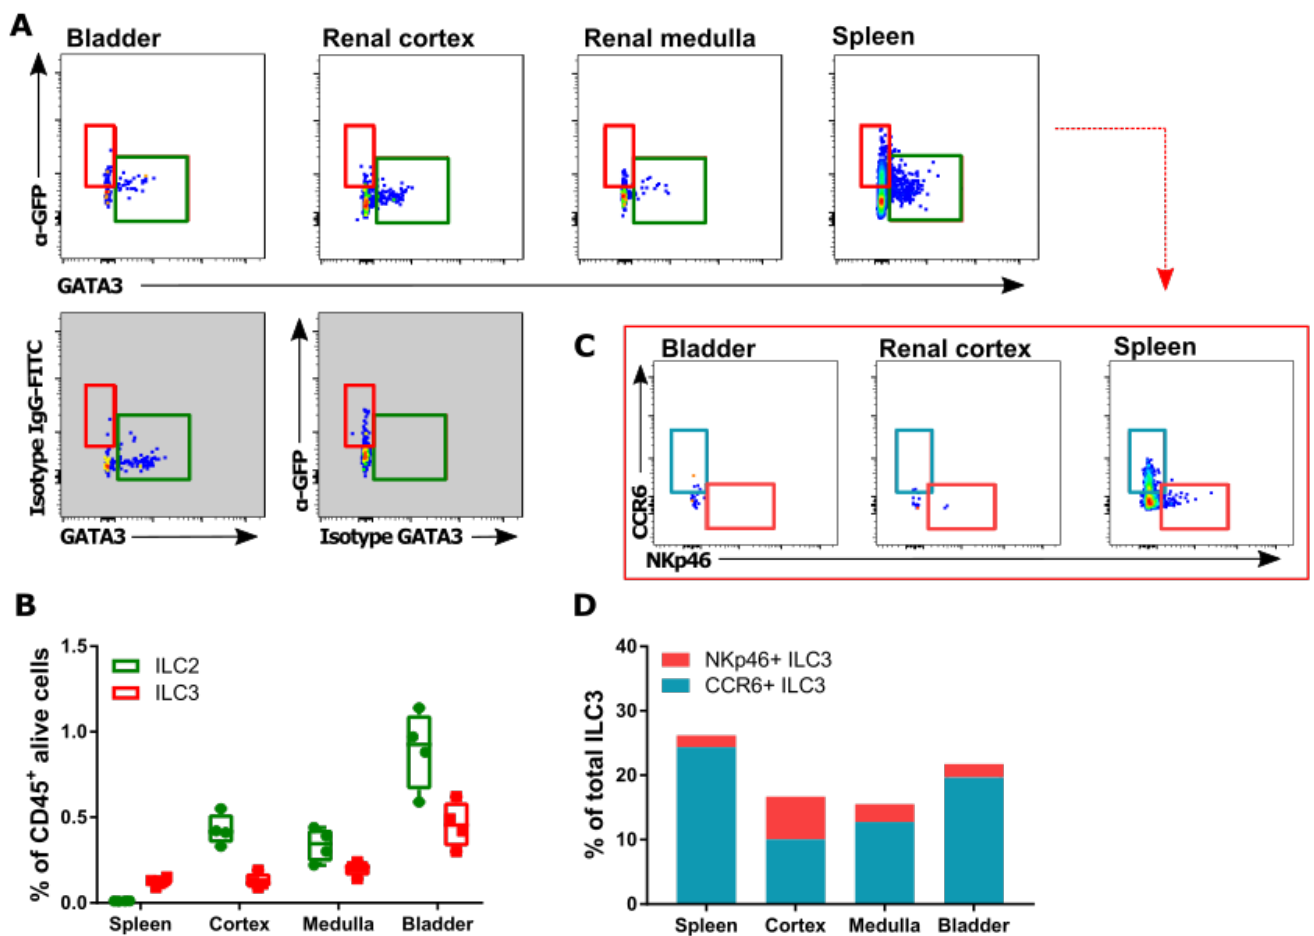 A
Bladder
Renal cortex
Renal medulla
Spleen
α-GFP
GATA3
Isotype IgG-FITC
GATA3
α-GFP
Isotype GATA3
C
Bladder
Renal cortex
Spleen
CCR6
NKp46
B
% of CD45+ alive cells
1.5
1.0
0.5
0.0
ILC2
ILC3
Spleen
Cortex
Medulla
Bladder
D
% of total ILC3
40
30
20
10
0
NKp46+ ILC3
CCR6+ ILC3
Spleen
Cortex
Medulla
Bladder